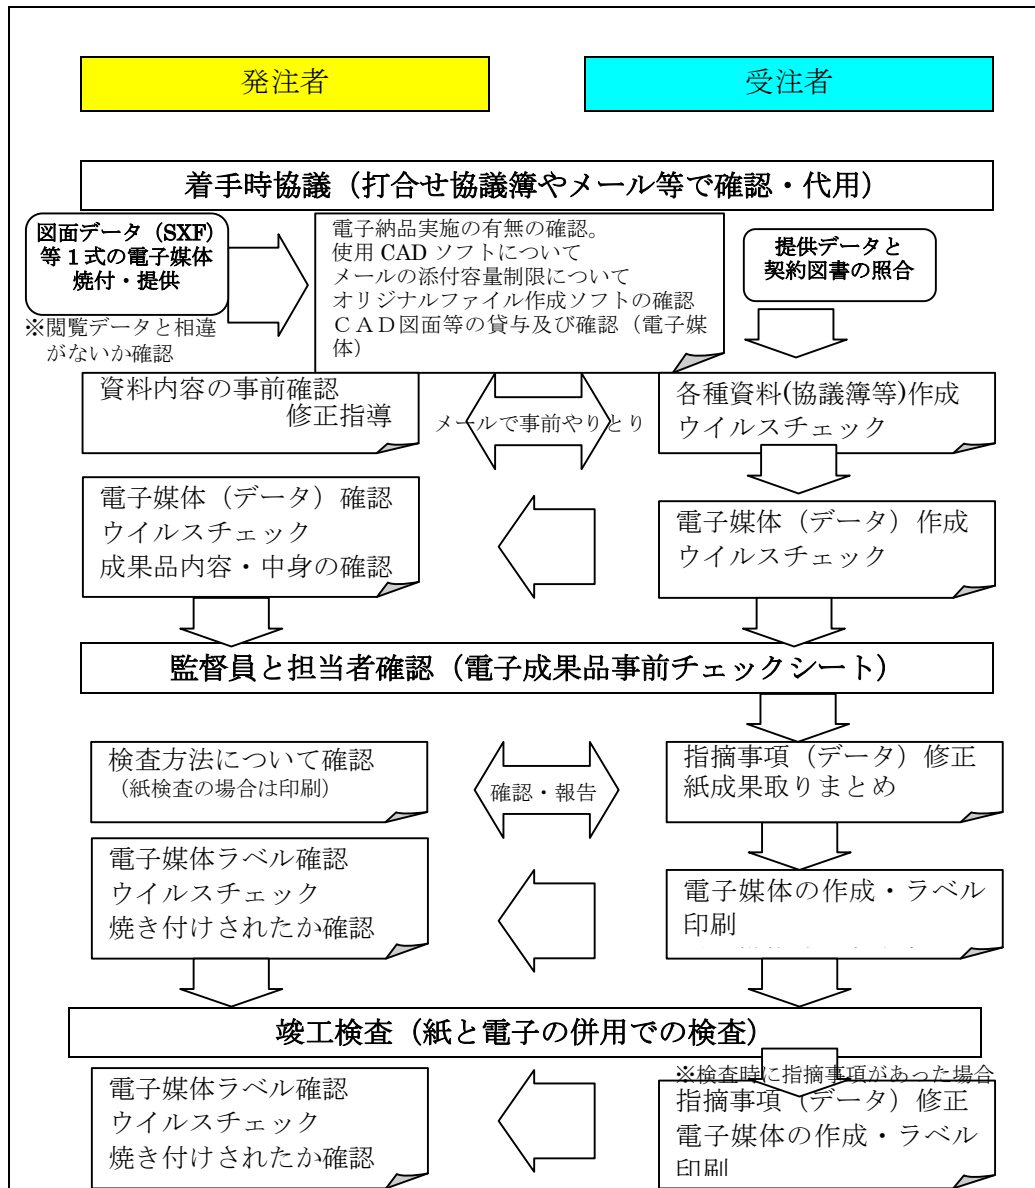 発注者
受注者
着手時協議（打合せ協議簿やメール等で確認・代用）
図面データ（SXF）
等１式の電子媒体
焼付・提供
※閲覧データと相違
がないか確認
電子納品実施の有無の確認。
使用 CAD ソフトについて
メールの添付容量制限について
オリジナルファイル作成ソフトの確認
ＣＡＤ図面等の貸与及び確認（電子媒
体）
提供データと
契約図書の照合
資料内容の事前確認
修正指導
メールで事前やりとり
各種資料(協議簿等)作成
ウイルスチェック
電子媒体（データ）確認
ウイルスチェック
成果品内容・中身の確認
電子媒体（データ）作成
ウイルスチェック
監督員と担当者確認（電子成果品事前チェックシート）
検査方法について確認
（紙検査の場合は印刷）
確認・報告
指摘事項（データ）修正
紙成果取りまとめ
電子媒体ラベル確認
ウイルスチェック
焼き付けされたか確認
電子媒体の作成・ラベル
印刷
竣工検査（紙と電子の併用での検査）
※検査時に指摘事項があった場合
電子媒体ラベル確認
ウイルスチェック
焼き付けされたか確認
指摘事項（データ）修正
電子媒体の作成・ラベル
印刷